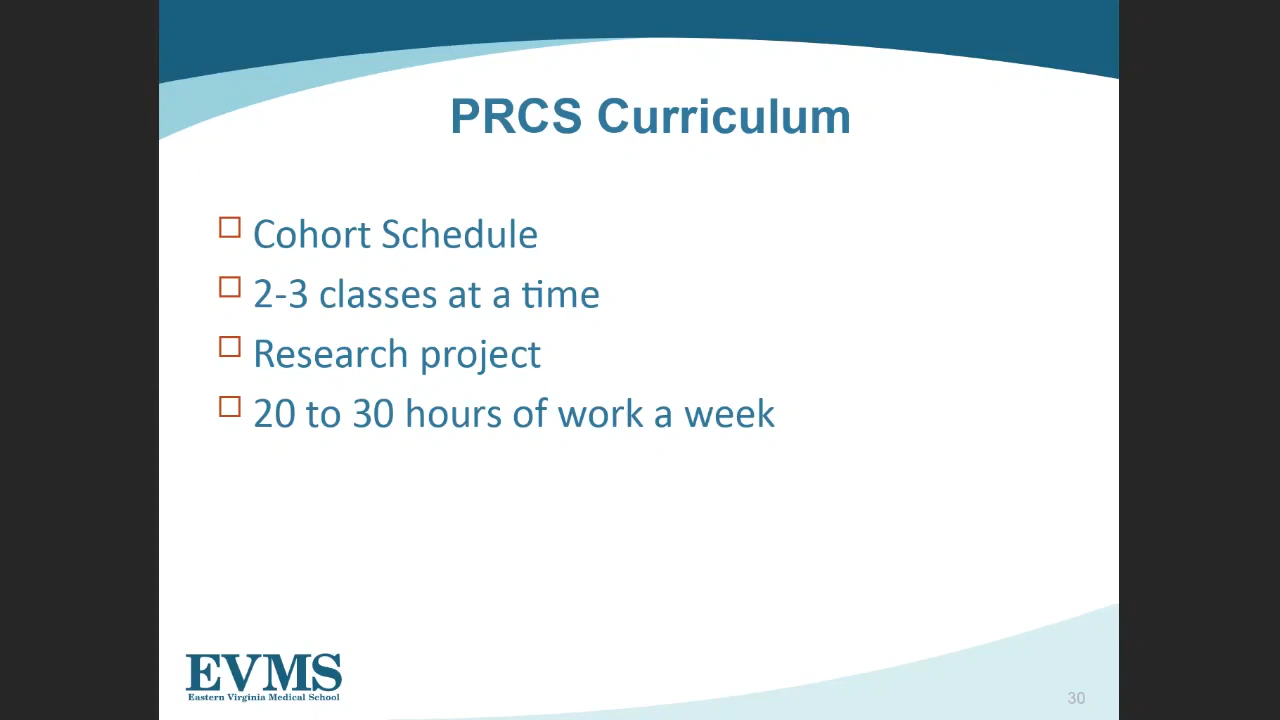 PRCS Curriculum
Cohort Schedule
2-3 classes at a time
Research project
20 to 30 hours of work a week
EVMS
Eastern Virginia Medical School
30